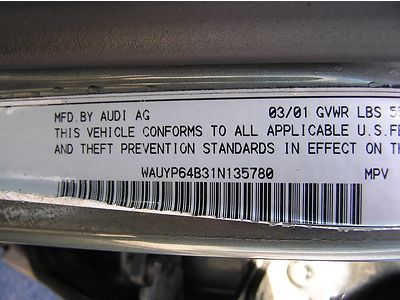 MFD.BY AUDI AG 03/01 GVWR LBS
THIS VEHICLE CONFORMS TO ALL APPLICABLE U.S.
AND THEFT PREVENTION STANDARDS IN EFFECT ON
WAUYP64B31N135780 MPV